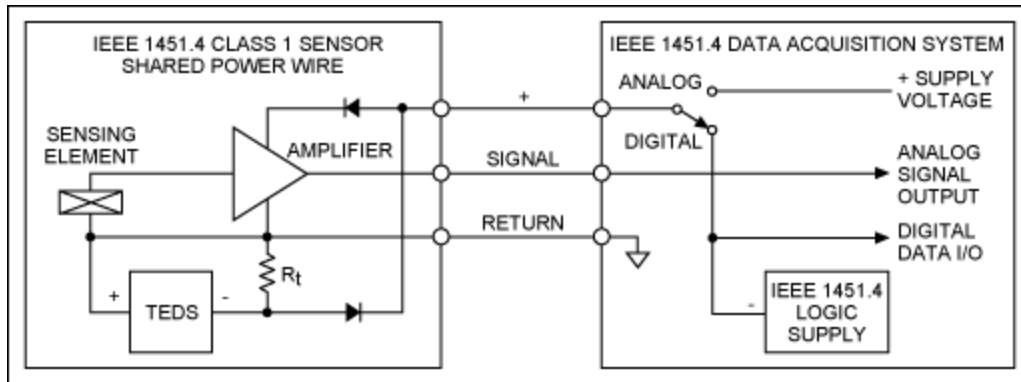 IEEE 1451.4 CLASS 1 SENSOR
SHARED POWER WIRE
SENSING
ELEMENT
AMPLIFIER
+
-
TEDS
Rt
+
SIGNAL
RETURN
IEEE 1451.4 DATA ACQUISITION SYSTEM
ANALOG
+ SUPPLY
VOLTAGE
DIGITAL
ANALOG
SIGNAL
OUTPUT
DIGITAL
DATA I/O
-
IEEE 1451.4
LOGIC
SUPPLY